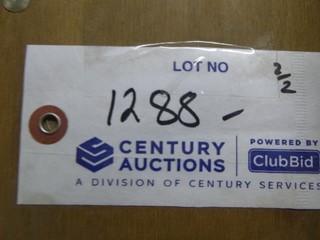 LOT NO
2/2
1288 -
CENTURY AUCTIONS
POWERED BY
ClubBid
A DIVISION OF CENTURY SERVICES